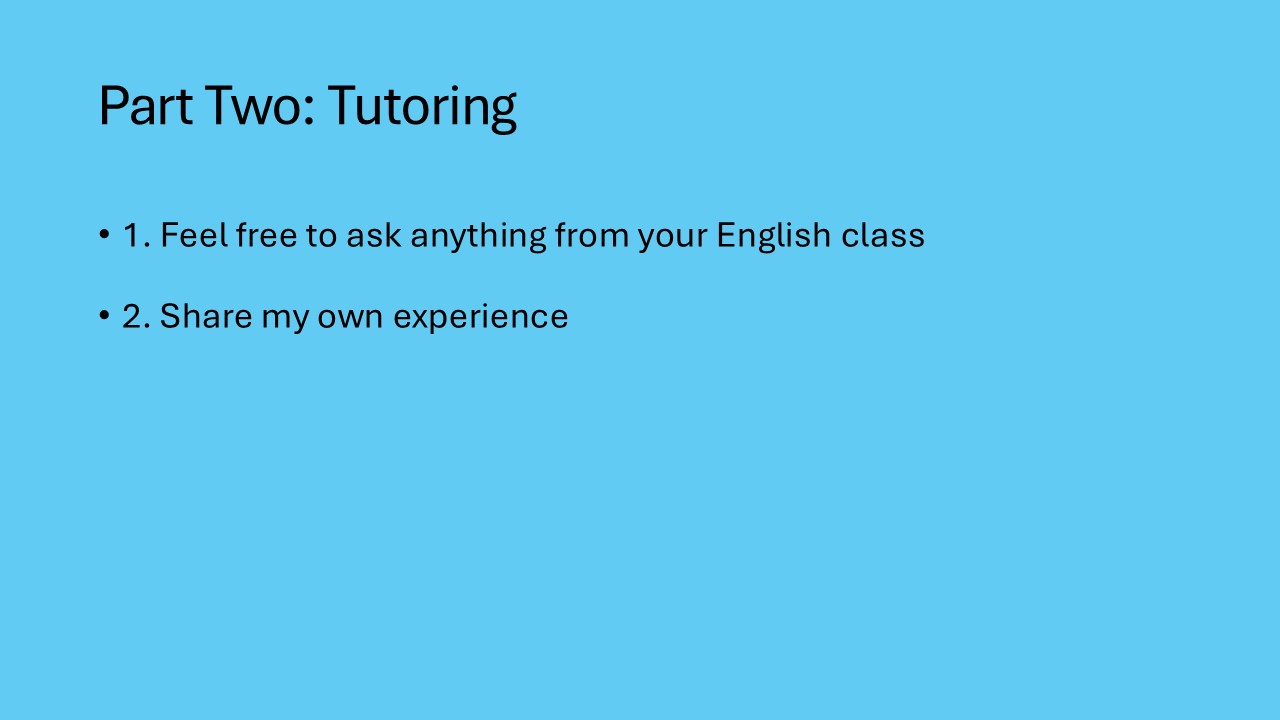 Part Two: Tutoring
• 1. Feel free to ask anything from your English class
• 2. Share my own experience